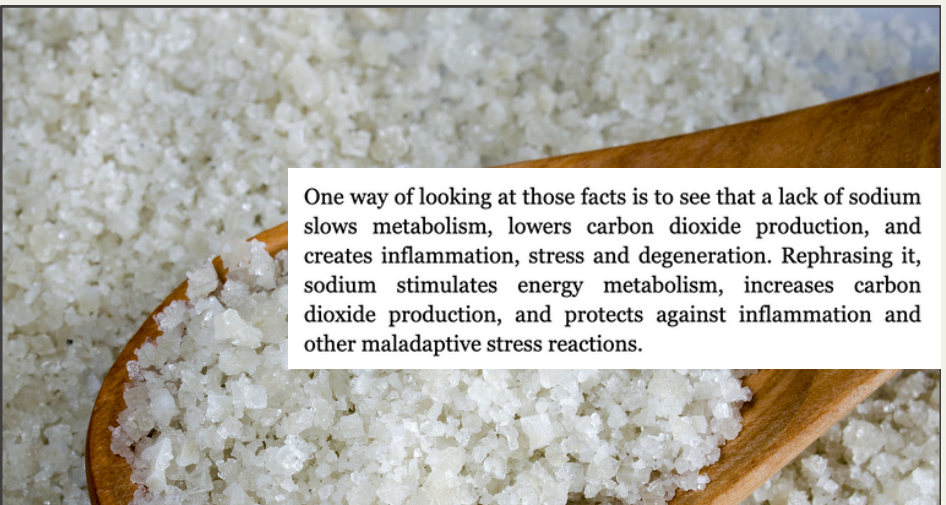 One way of looking at those facts is to see that a lack of sodium
slows metabolism, lowers carbon dioxide production, and
creates inflammation, stress and degeneration. Rephrasing it,
sodium stimulates energy metabolism, increases carbon
dioxide production, and protects against inflammation and
other maladaptive stress reactions.